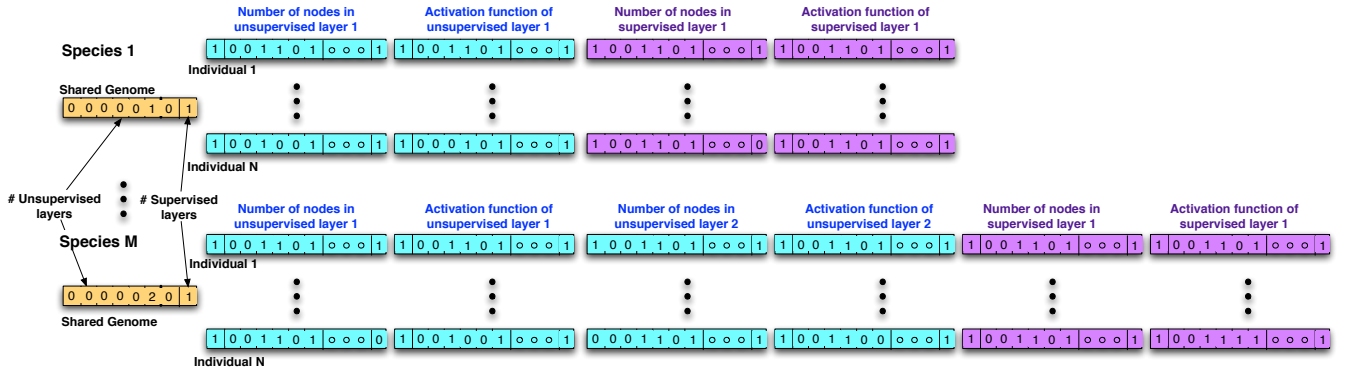 Number of nodes in
unsupervised layer 1
Activation function of
unsupervised layer 1
Number of nodes in
supervised layer 1
Activation function of
supervised layer 1
Species 1
1 0 0 1 1 0 1 o o o 1
1 0 0 1 1 0 1 o o o 1
1 0 0 1 1 0 1 o o o 1
1 0 0 1 1 0 1 o o o 1
Individual 1
Shared Genome
0 0 0 0 0 1 0 1
1 0 0 1 0 0 1 o o o 1
1 0 0 0 1 0 1 o o o 1
1 0 0 1 1 0 1 o o o 0
1 0 0 1 1 0 1 o o o 1
Individual N
# Unsupervised
layers
# Supervised
layers
Number of nodes in
unsupervised layer 1
Activation function of
unsupervised layer 1
Number of nodes in
unsupervised layer 2
Activation function of
unsupervised layer 2
Number of nodes in
supervised layer 1
Activation function of
supervised layer 1
Species M
1 0 0 1 1 0 1 o o o 1
1 0 0 1 1 0 1 o o o 1
0 0 0 1 1 0 1 o o o 1
1 0 0 1 1 0 0 o o o 1
1 0 0 1 1 0 1 o o o 1
1 0 0 1 1 0 1 o o o 1
Individual 1
0 0 0 0 0 2 0 1
Shared Genome
1 0 0 1 1 0 1 o o o 0
1 0 0 1 0 0 1 o o o 1
0 0 0 1 1 0 1 o o o 1
1 0 0 1 1 0 0 o o o 1
1 0 0 1 1 0 1 o o o 1
1 0 0 1 1 1 1 o o o 1
Individual N